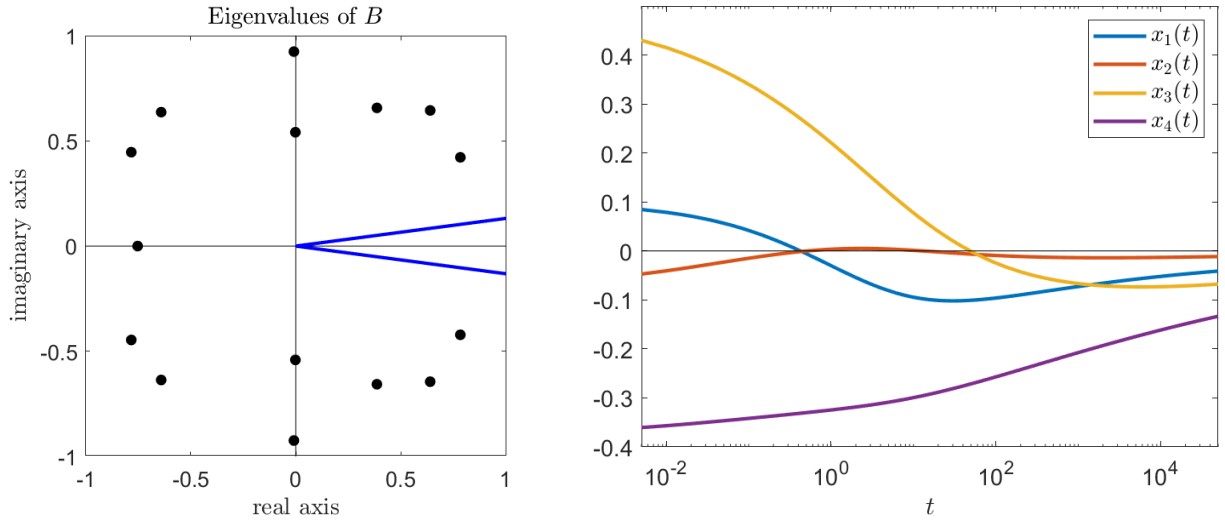 Eigenvalues of B
1
0.5
0
-0.5
-1
-1
-0.5
0
0.5
1
real axis
imaginary axis
0.4
0.3
0.2
0.1
0
-0.1
-0.2
-0.3
-0.4
10⁻²
10⁰
10²
10⁴
t
x₁(t)
x₂(t)
x₃(t)
x₄(t)